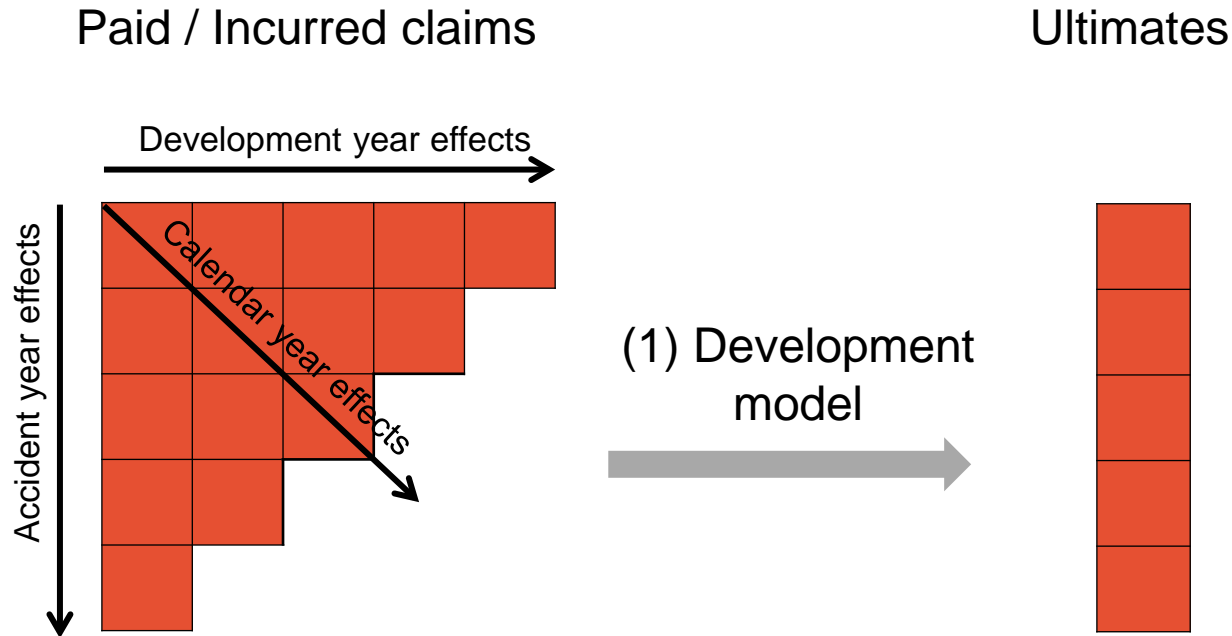 Paid / Incurred claims
Ultimates
Development year effects
Accident year effects
Calendar year effects
(1) Development
model